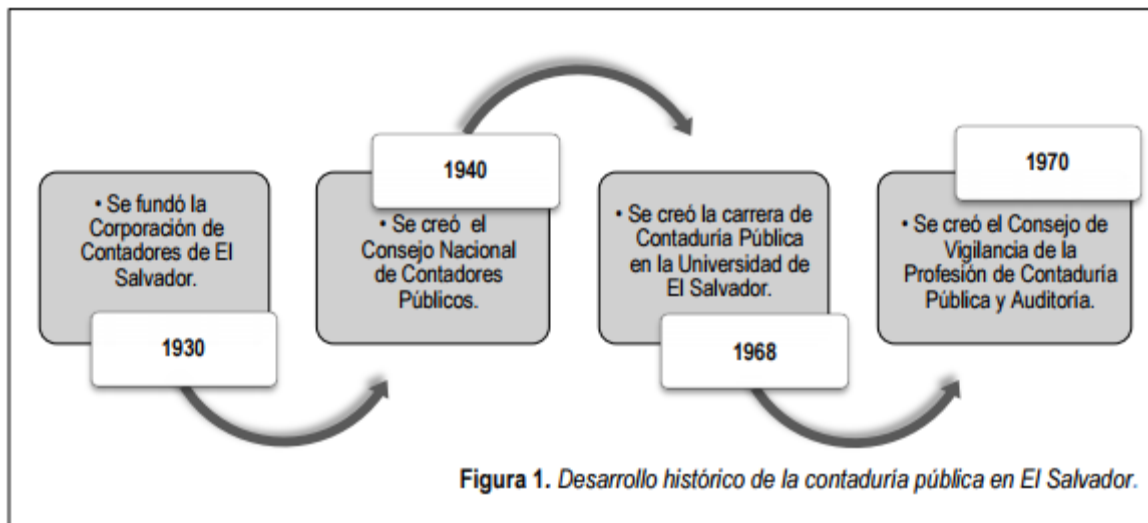 • Se fundó la
Corporación de
Contadores de El
Salvador.
1930
1940
• Se creó el
Consejo Nacional
de Contadores
Públicos.
• Se creó la carrera de
Contaduría Pública
en la Universidad de
El Salvador.
1968
1970
• Se creó el Consejo de
Vigilancia de la
Profesión de Contaduría
Pública y Auditoría.
Figura 1. Desarrollo histórico de la contaduría pública en El Salvador.